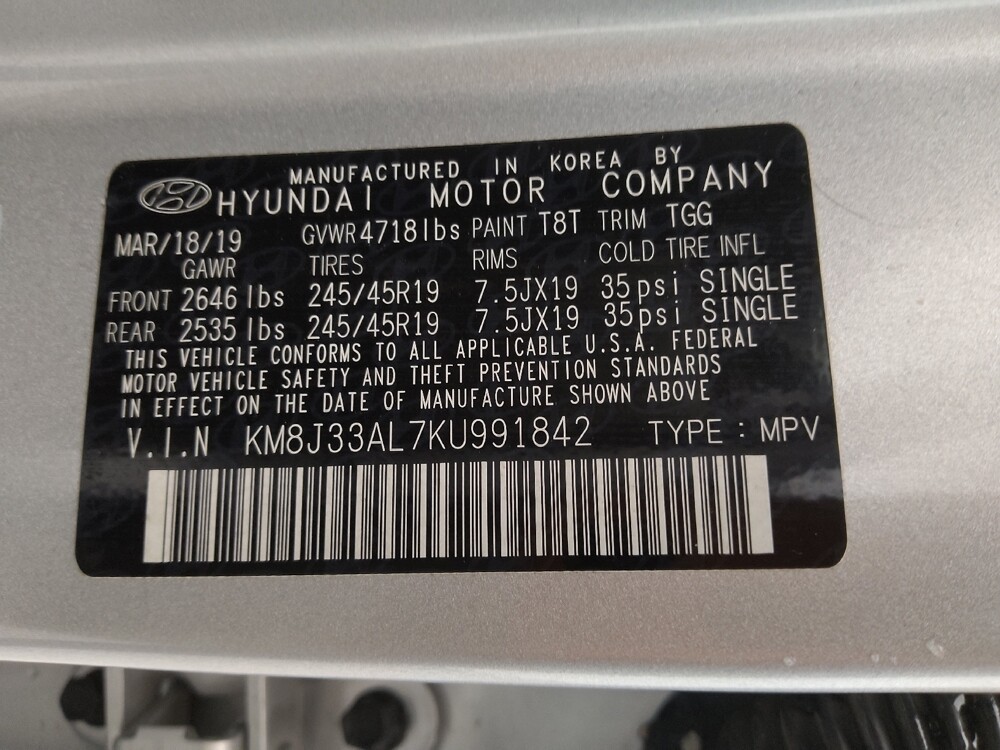 MANUFACTURED IN KOREA BY
HYUNDAI MOTOR COMPANY
MAR/18/19 GVWR 4718lbs PAINT T8T TRIM TGG
GAWR TIRES RIMS COLD TIRE INFL
FRONT 2646 lbs 245/45R19 7.5JX19 35psi SINGLE
REAR 2535 lbs 245/45R19 7.5JX19 35psi SINGLE
THIS VEHICLE CONFORMS TO ALL APPLICABLE U.S.A. FEDERAL
MOTOR VEHICLE SAFETY AND THEFT PREVENTION STANDARDS
IN EFFECT ON THE DATE OF MANUFACTURE SHOWN ABOVE
V.I.N KM8J33AL7KU991842 TYPE : MPV